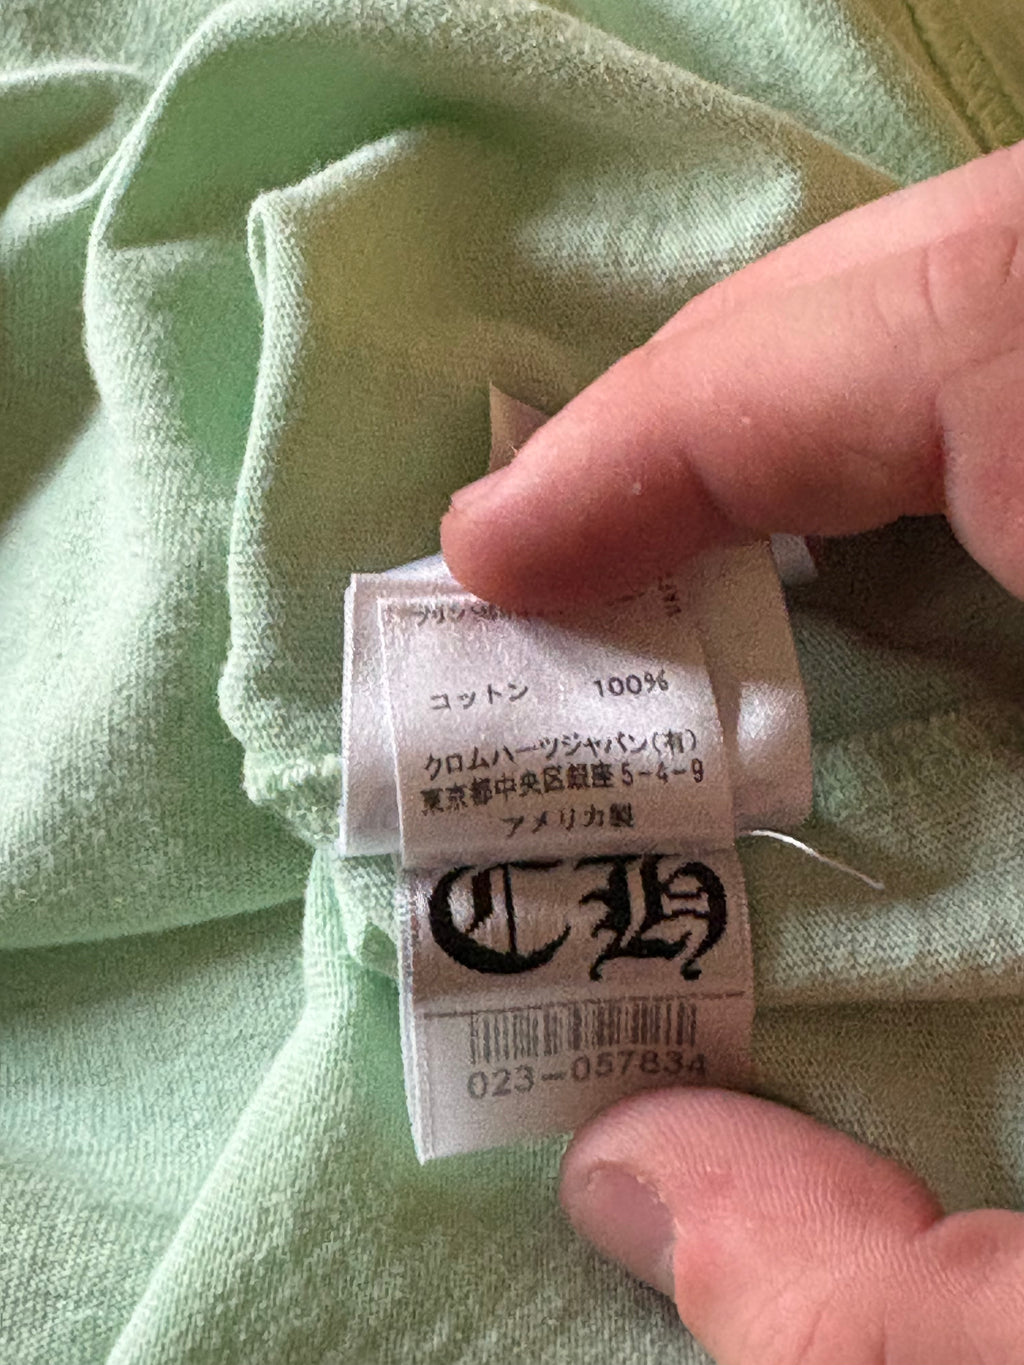 コットン 100%
クロムハーツジャパン(有)
東京都中央区銀座5-4-9
アメリカ製
CH
023-057834